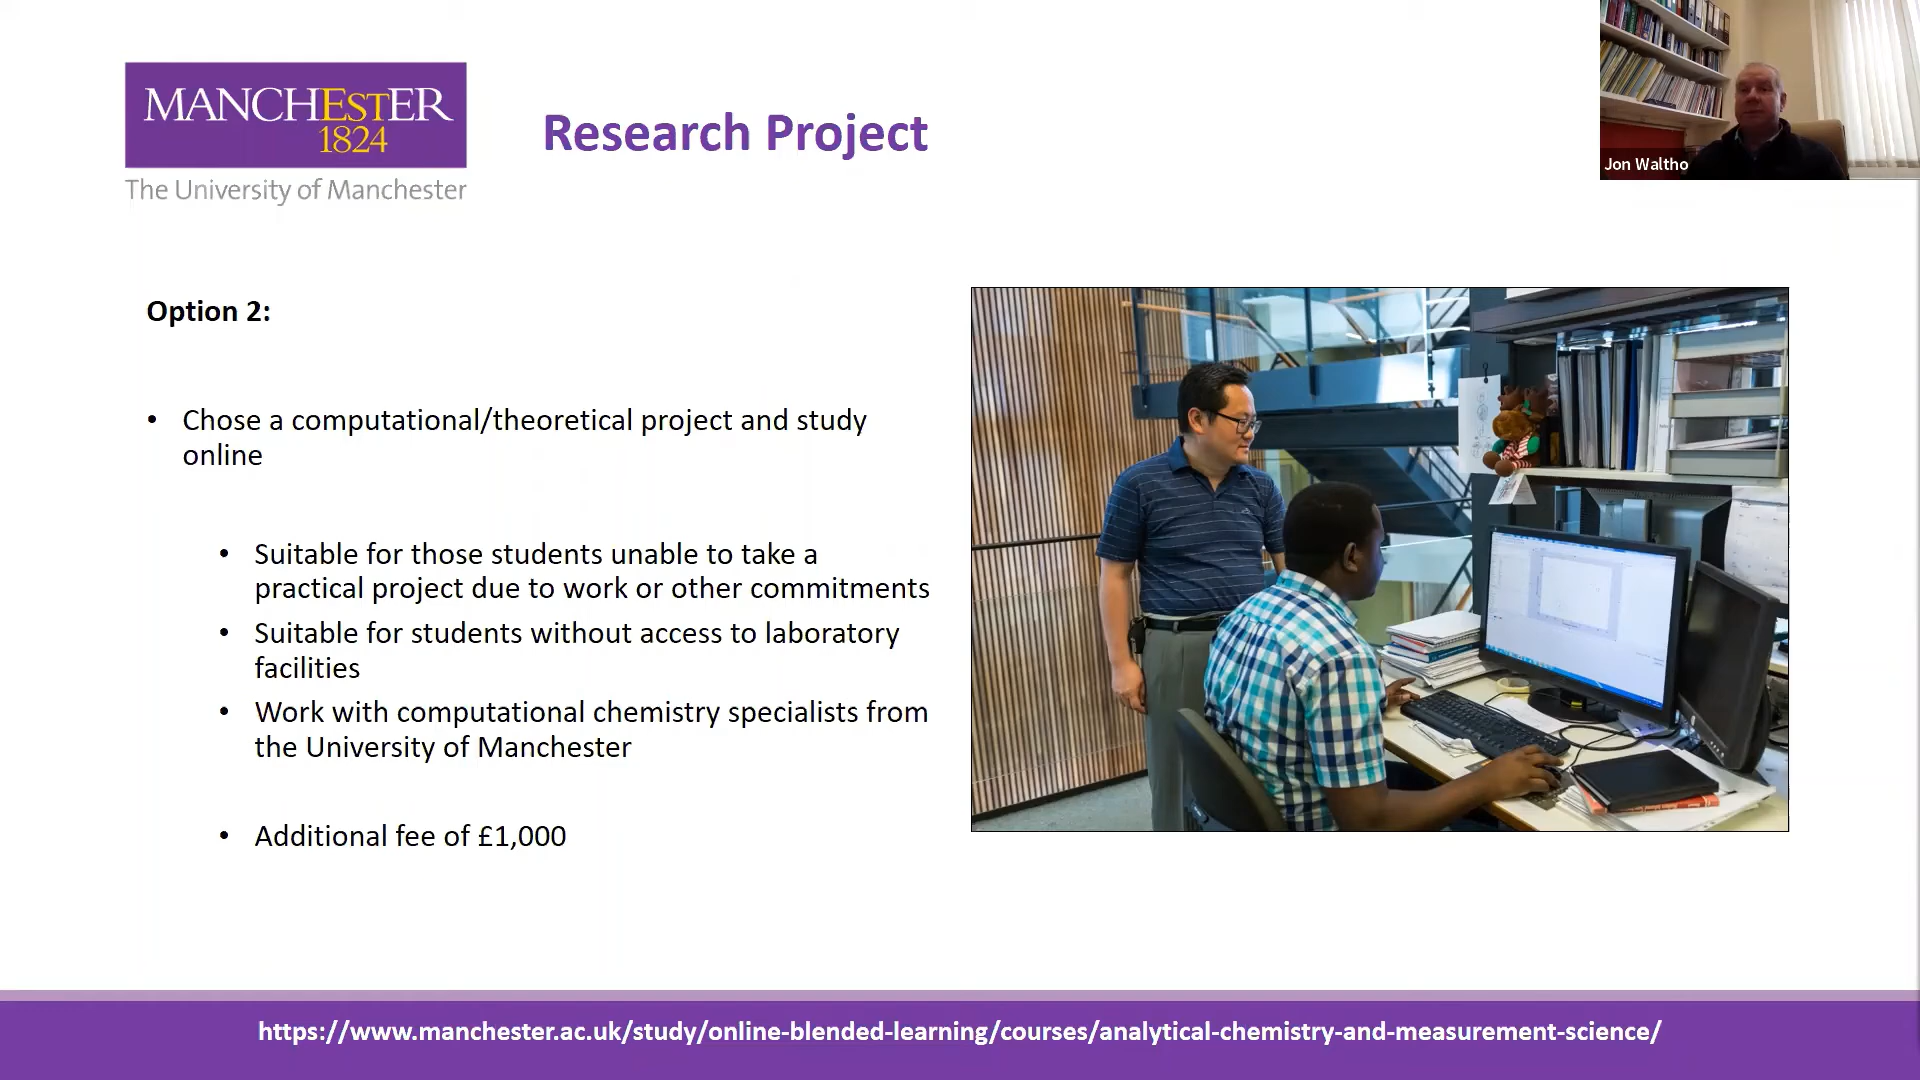 MANCHESTER
1824
The University of Manchester
Research Project
Jon Waltho
Option 2:
• Chose a computational/theoretical project and study
online
• Suitable for those students unable to take a
practical project due to work or other commitments
• Suitable for students without access to laboratory
facilities
• Work with computational chemistry specialists from
the University of Manchester
• Additional fee of £1,000
https://www.manchester.ac.uk/study/online-blended-learning/courses/analytical-chemistry-and-measurement-science/